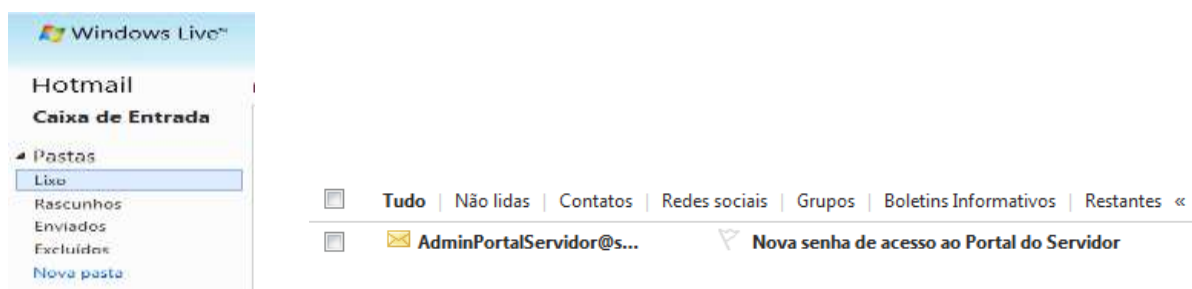 Windows Live™
Hotmail
Caixa de Entrada
Pastas
Lixo
Rascunhos
Enviados
Excluídos
Nova pasta
Tudo | Não lidas | Contatos | Redes sociais | Grupos | Boletins Informativos | Restantes «
AdminPortalServidor@s... Nova senha de acesso ao Portal do Servidor